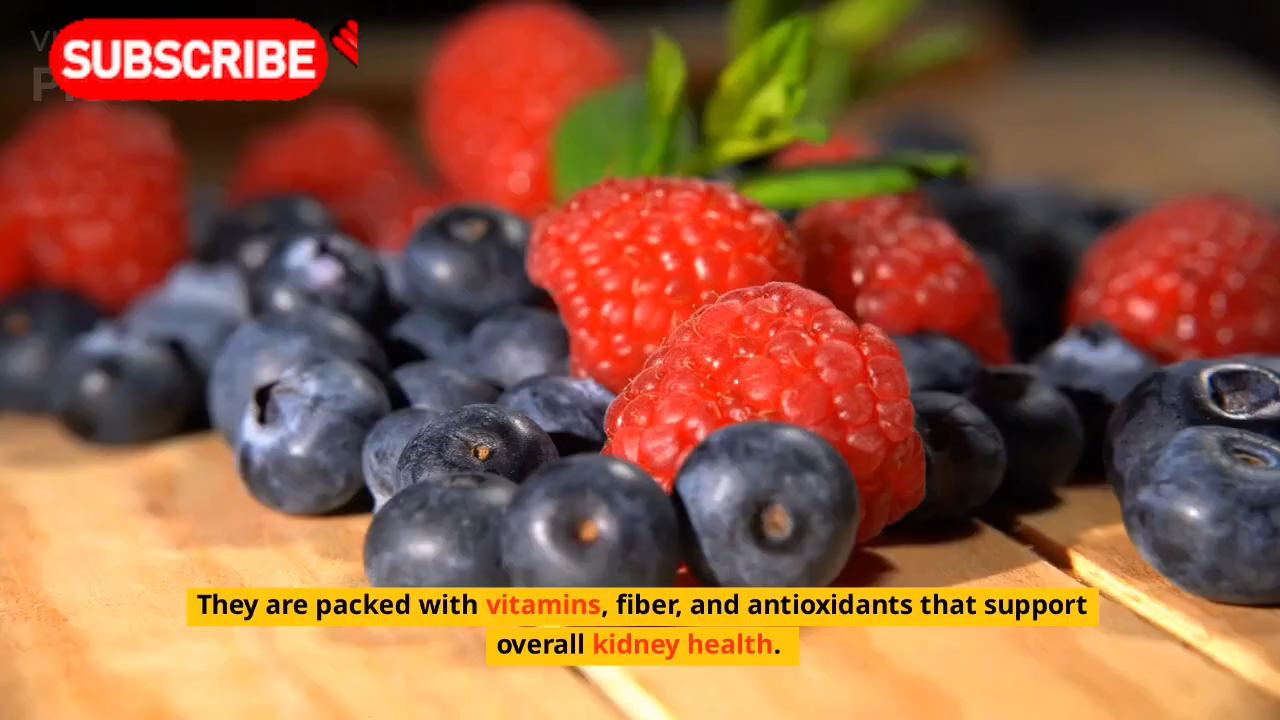 SUBSCRIBE
They are packed with vitamins, fiber, and antioxidants that support
overall kidney health.